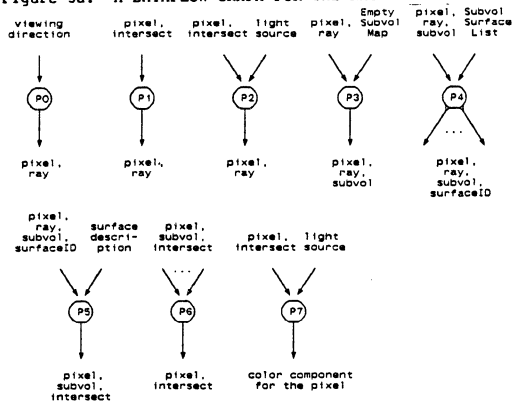 viewing direction
pixel, intersect
pixel, intersect
light source
pixel, ray
Empty Subvol Map
pixel, ray, subvol
Subvol Surface List
P0
P1
P2
P3
P4
...
pixel, ray
pixel, ray
pixel, ray
pixel, ray, subvol
pixel, ray, subvol, surfaceID
pixel, ray, subvol, surfaceID
surface descri- ption
pixel, subvol, intersect
pixel, intersect
light source
...
P5
P6
P7
pixel, subvol, intersect
pixel, intersect
color component for the pixel